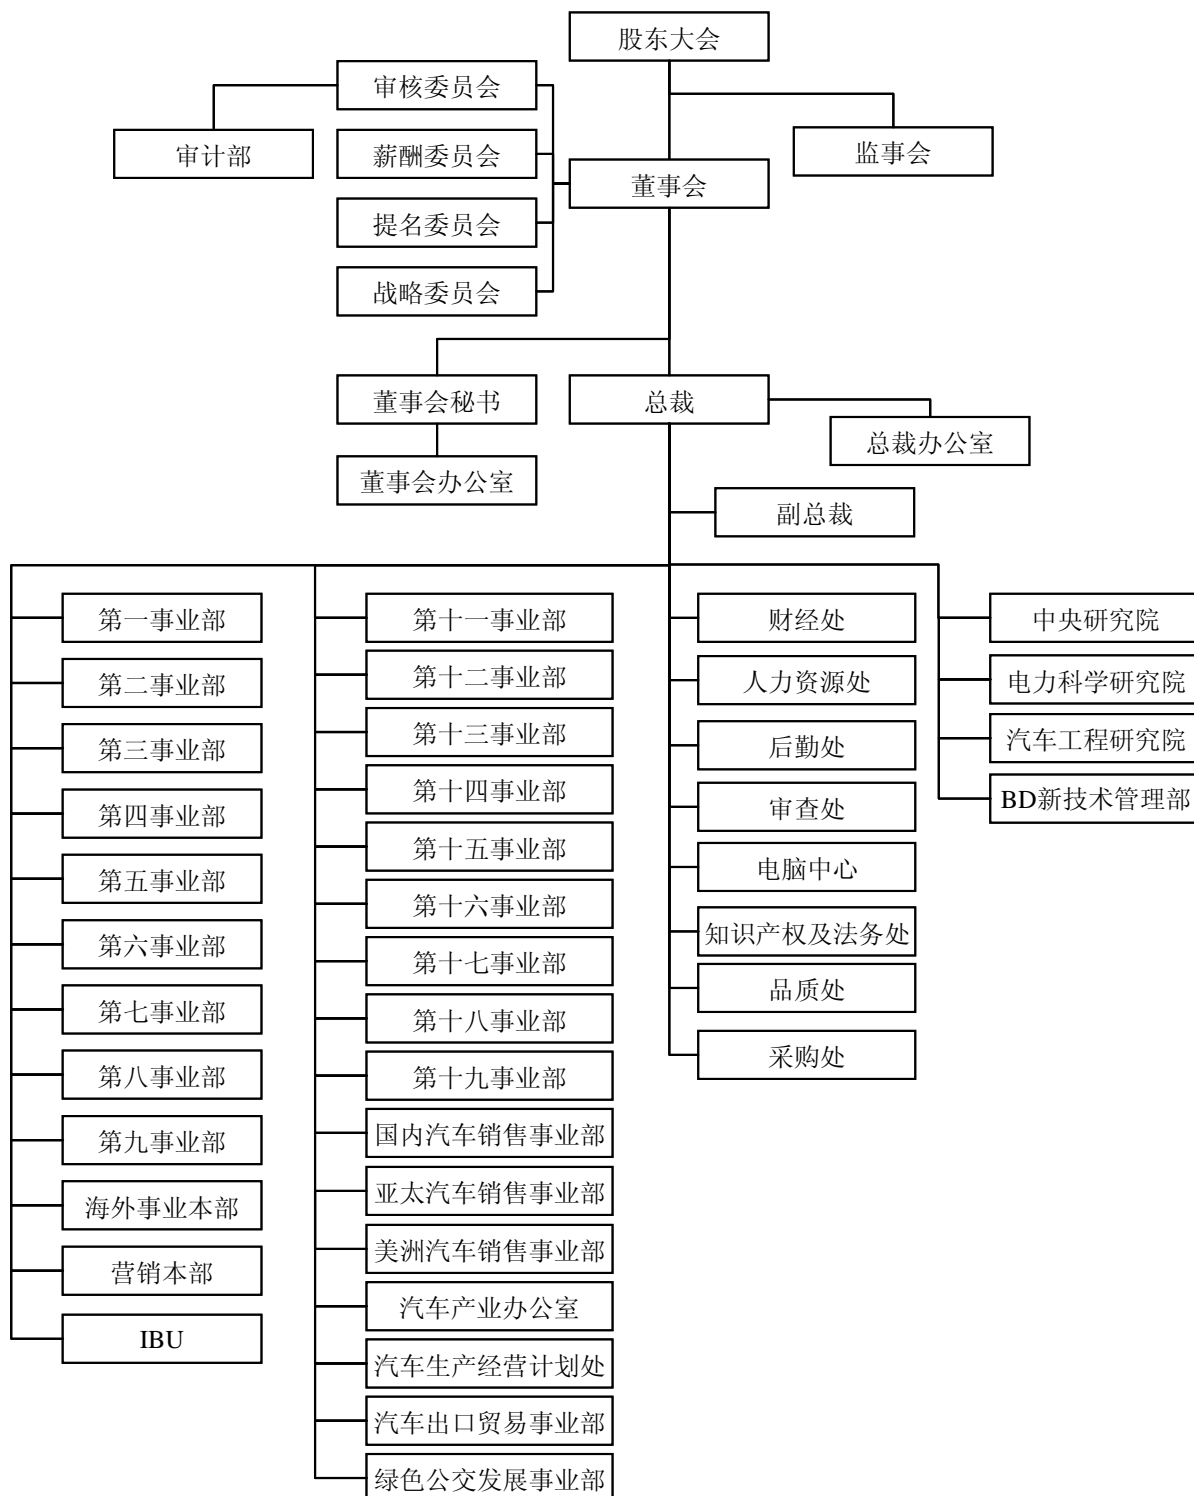 股东大会
审核委员会
审计部
薪酬委员会
监事会
董事会
提名委员会
战略委员会
董事会秘书
总裁
总裁办公室
董事会办公室
副总裁
第一事业部
第二事业部
第三事业部
第四事业部
第五事业部
第六事业部
第七事业部
第八事业部
第九事业部
海外事业本部
营销本部
IBU
第十一事业部
第十二事业部
第十三事业部
第十四事业部
第十五事业部
第十六事业部
第十七事业部
第十八事业部
第十九事业部
国内汽车销售事业部
亚太汽车销售事业部
美洲汽车销售事业部
汽车产业办公室
汽车生产经营计划处
汽车出口贸易事业部
绿色公交发展事业部
财经处
人力资源处
后勤处
审查处
电脑中心
知识产权及法务处
品质处
采购处
中央研究院
电力科学研究院
汽车工程研究院
BD新技术管理部